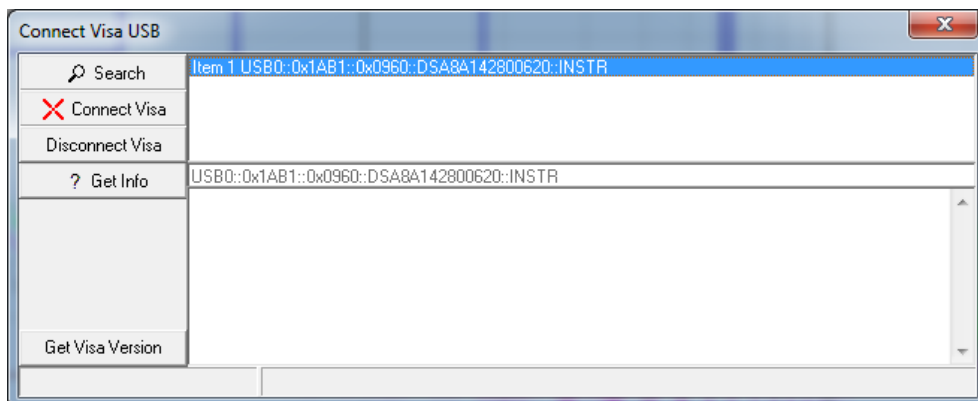 Connect Visa USB
Search
Item 1 USB0::0x1AB1::0x0960::DSA8A142800620::INSTR
Connect Visa
Disconnect Visa
? Get Info
USB0::0x1AB1::0x0960::DSA8A142800620::INSTR
Get Visa Version